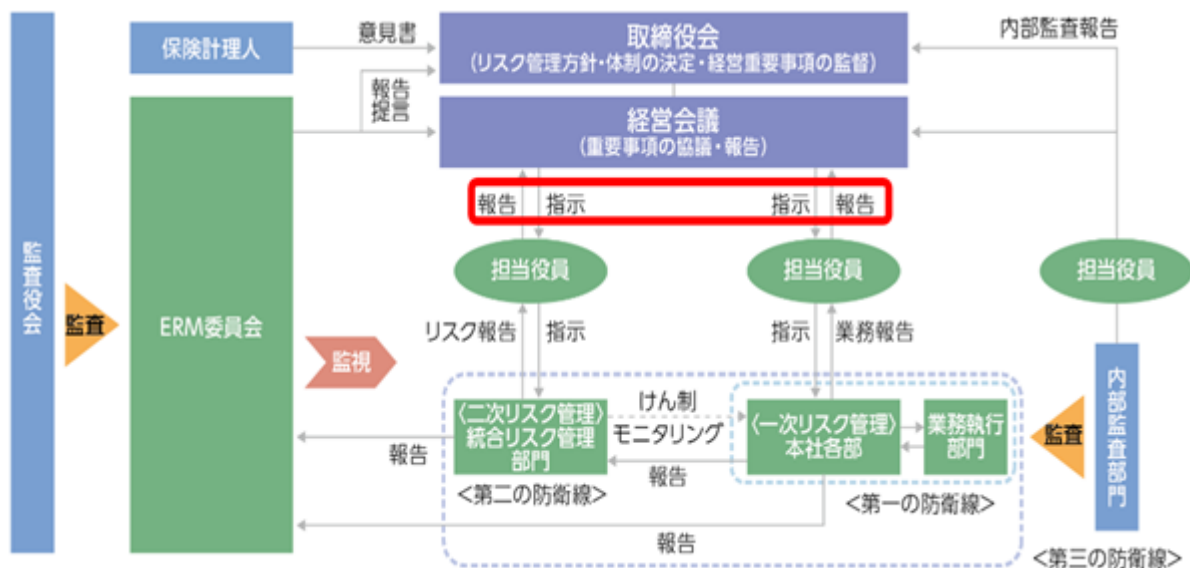 保険計理人
意見書
取締役会
(リスク管理方針・体制の決定・経営重要事項の監督)
内部監査報告
報告
提言
経営会議
(重要事項の協議・報告)
報告
指示
指示
報告
監査役会
監査
ERM委員会
担当役員
担当役員
担当役員
リスク報告
指示
指示
業務報告
監視
〈二次リスク管理〉
統合リスク管理
部門
けん制
モニタリング
〈一次リスク管理〉
本社各部
業務執行
部門
監査
内部監査部門
報告
報告
<第二の防衛線>
<第一の防衛線>
報告
<第三の防衛線>